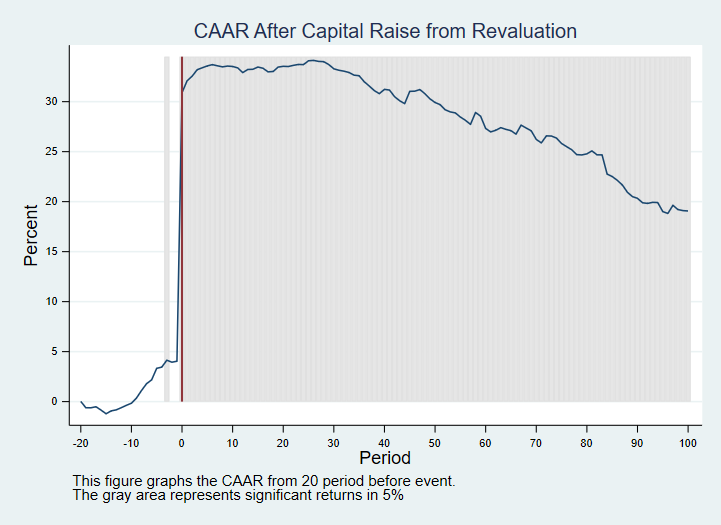 CAAR After Capital Raise from Revaluation
Percent
30
25
20
15
10
5
0
-20 -10 0 10 20 30 40 50 60 70 80 90 100
Period
This figure graphs the CAAR from 20 period before event.
The gray area represents significant returns in 5%